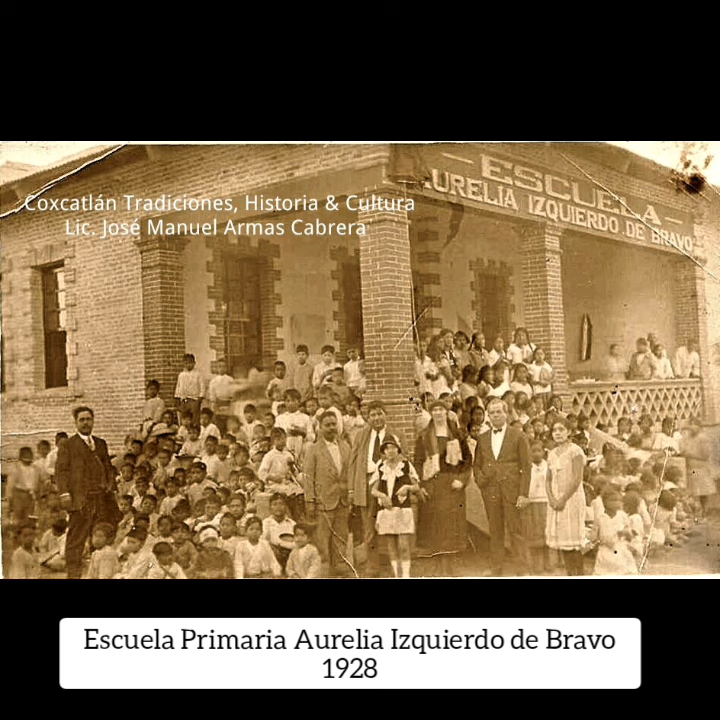 Coxcatlán Tradiciones, Historia & Cultura
Lic. José Manuel Armas Cabrera
- ESCUELA -
AURELIA IZQUIERDO DE BRAVO
Escuela Primaria Aurelia Izquierdo de Bravo
1928